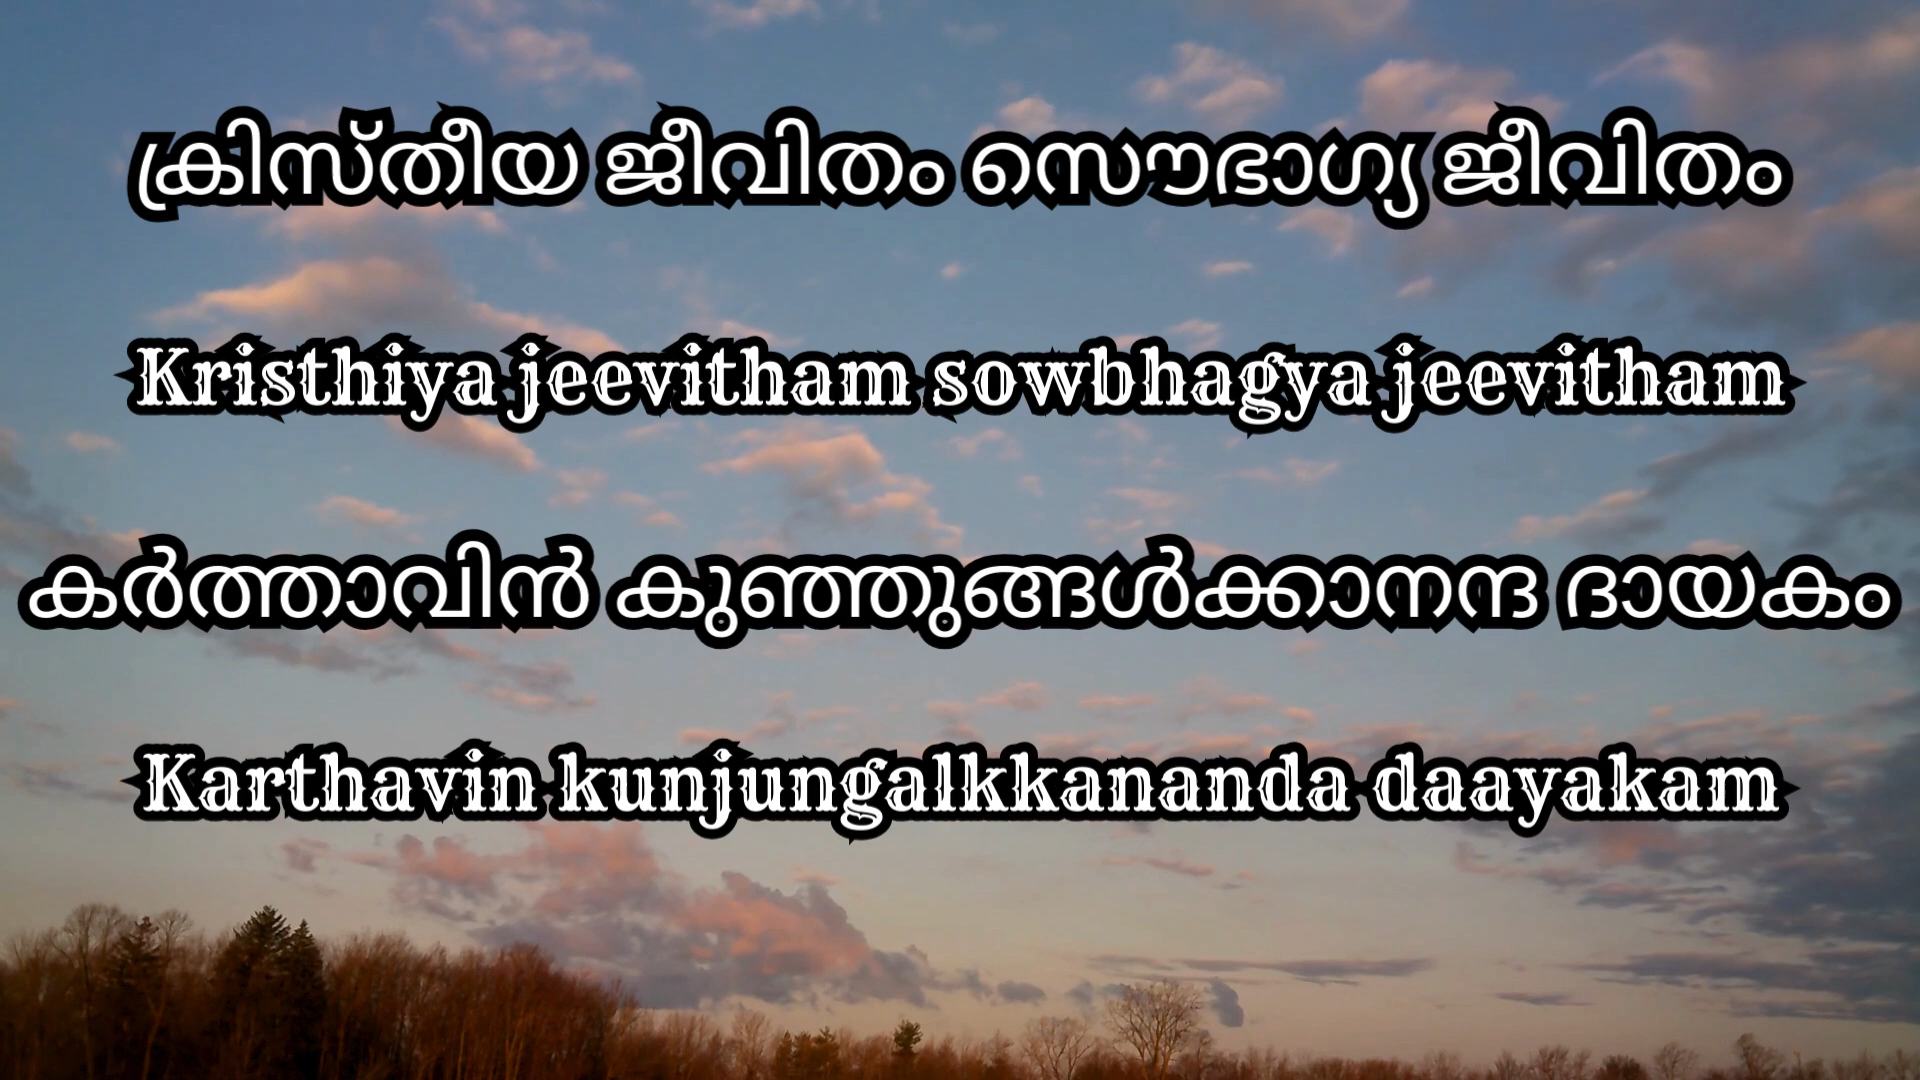 ക്രിസ്തീയ ജീവിതം സൌഭാഗ്യ ജീവിതം
Kristhiya jeevitham sowbhagya jeevitham
കർത്താവിൻ കുഞ്ഞുങ്ങൾക്കാനന്ദ ദായകം
Karthavin kunjungalkkananda daayakam